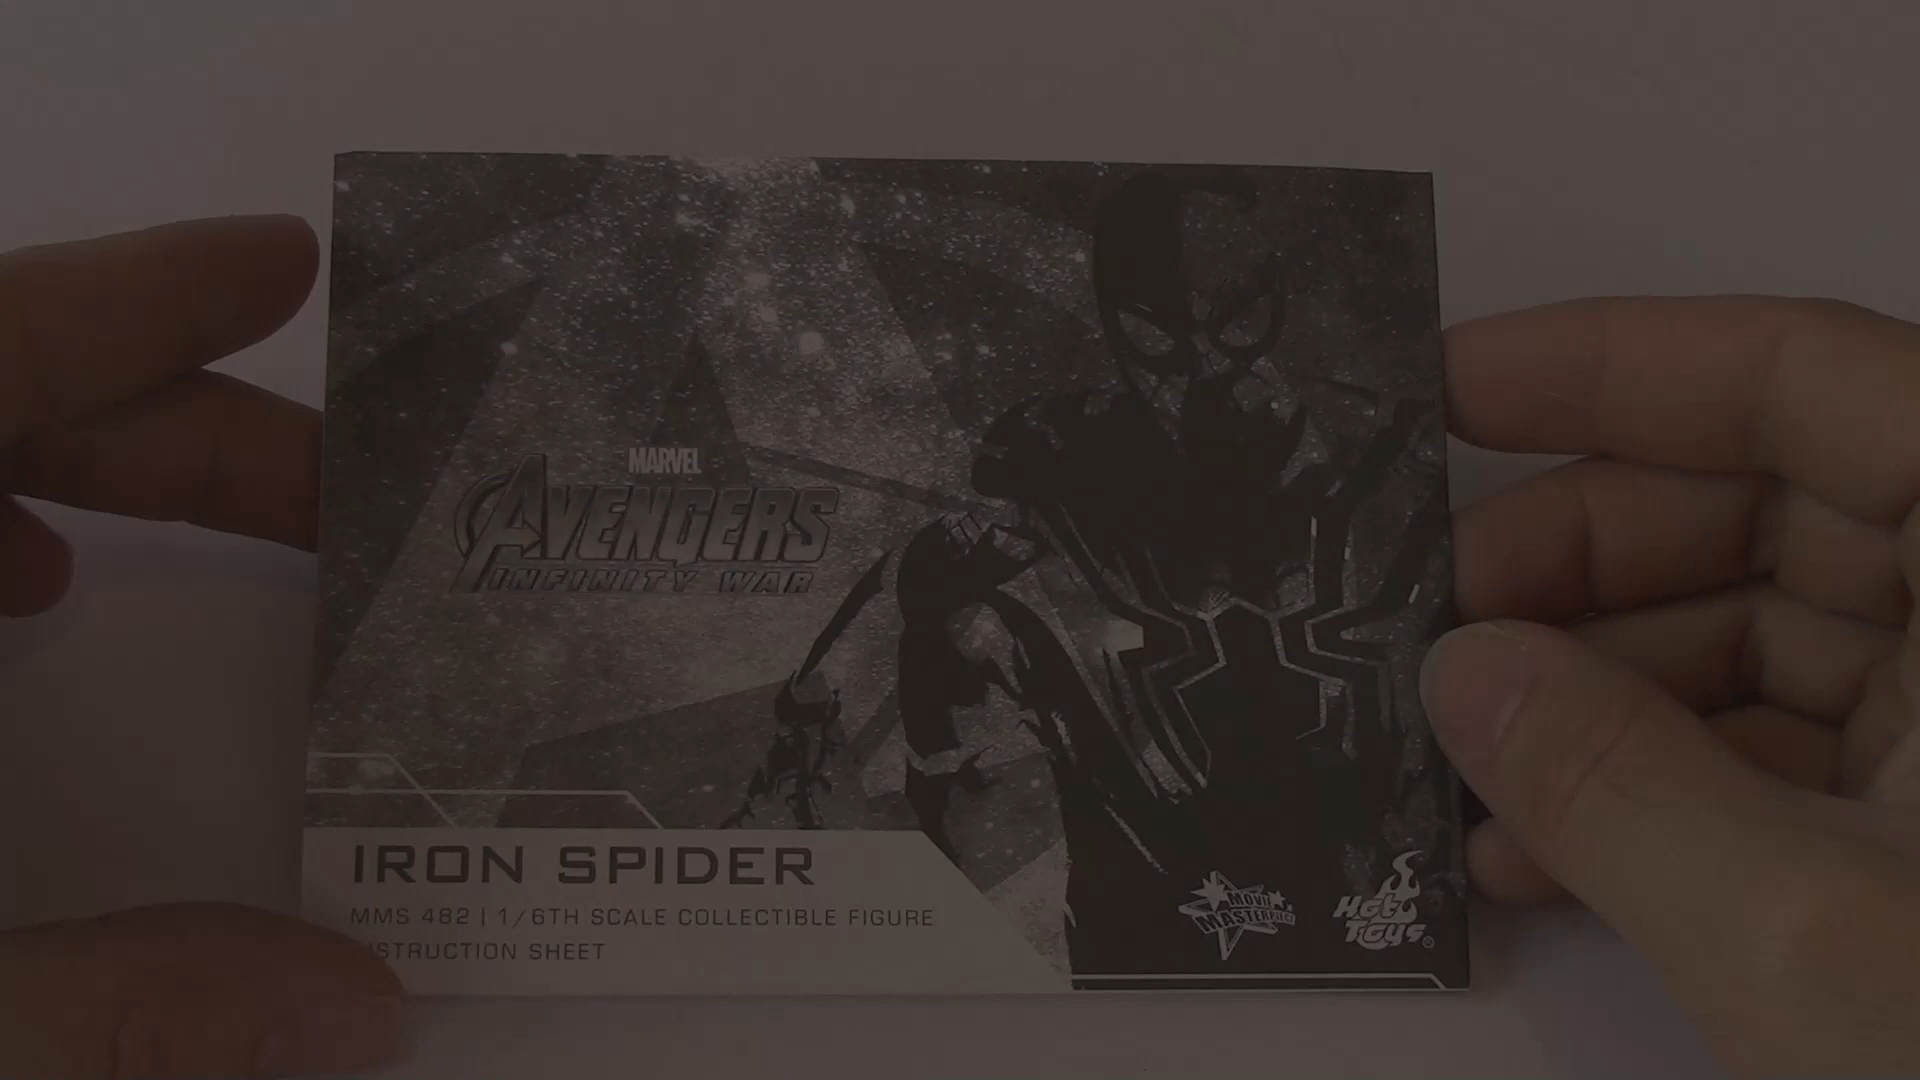 MARVEL
AVENGERS
INFINITY WAR
IRON SPIDER
MMS 482 | 1/6TH SCALE COLLECTIBLE FIGURE
STRUCTION SHEET
MOVIE
MASTERPIECE
Hot
Toys®